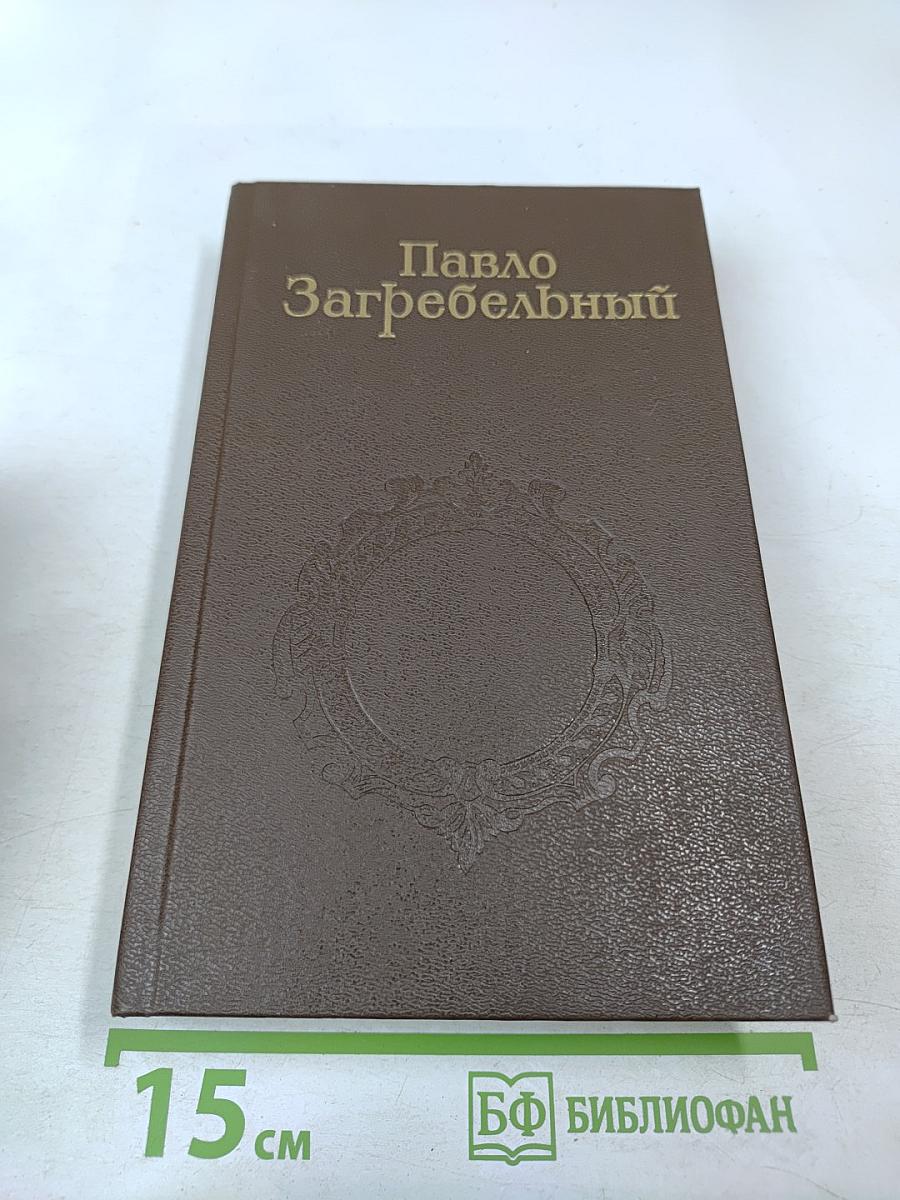 Павло
Загребельный
15 см
БФ БИБЛИОФАН